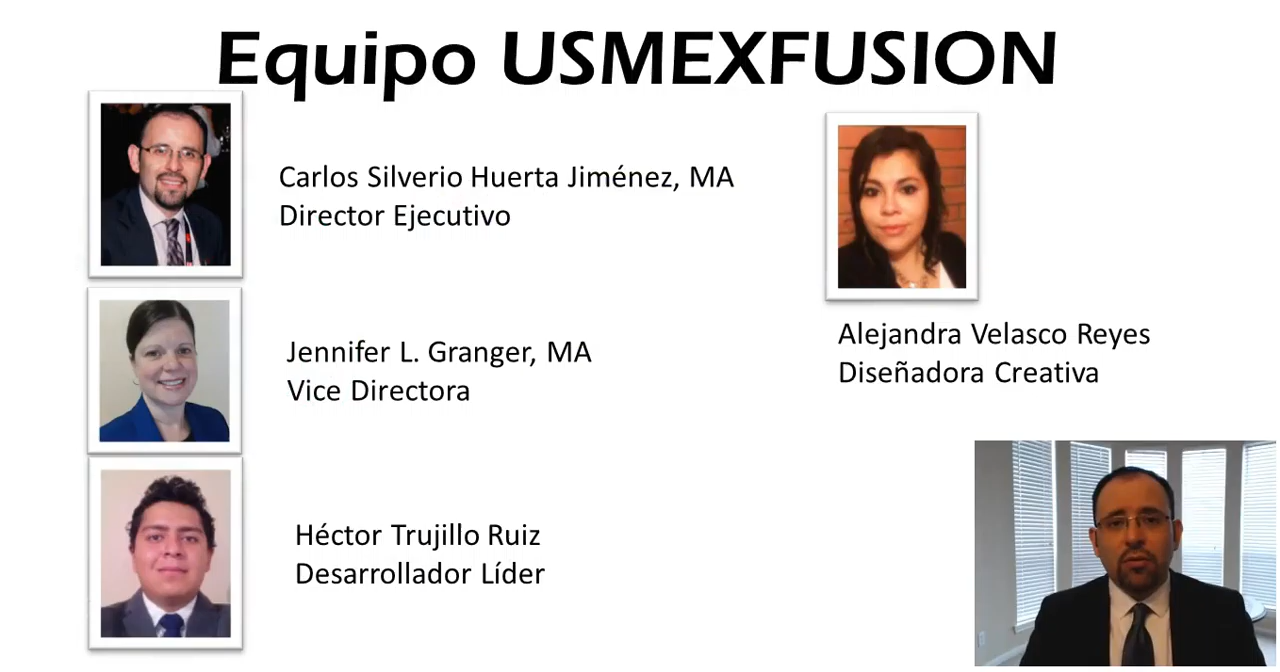 Equipo USMEXFUSION
Carlos Silverio Huerta Jiménez, MA
Director Ejecutivo
Jennifer L. Granger, MA
Vice Directora
Héctor Trujillo Ruiz
Desarrollador Líder
Alejandra Velasco Reyes
Diseñadora Creativa